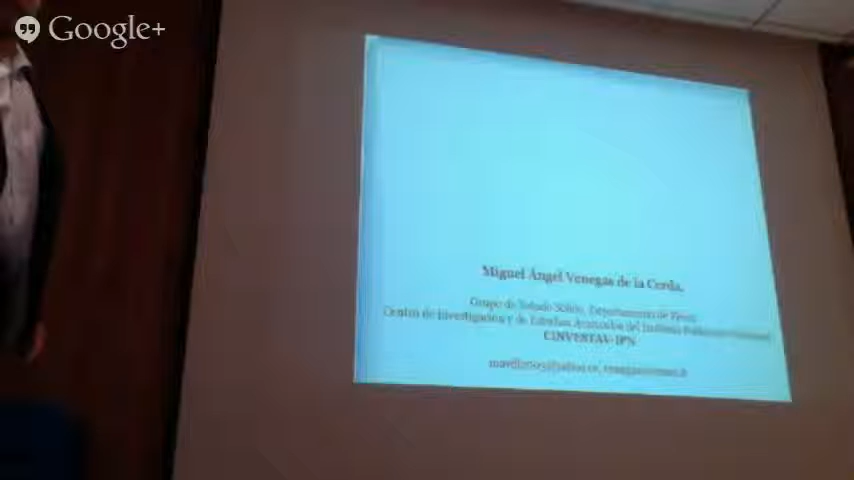 Google+
Miguel Ángel Venegas de la Cerda.
Grupo de Estado Sólido, Departamento de Física
Centro de Investigación y de Estudios Avanzados del Instituto Politécnico
CINVESTAV-IPN